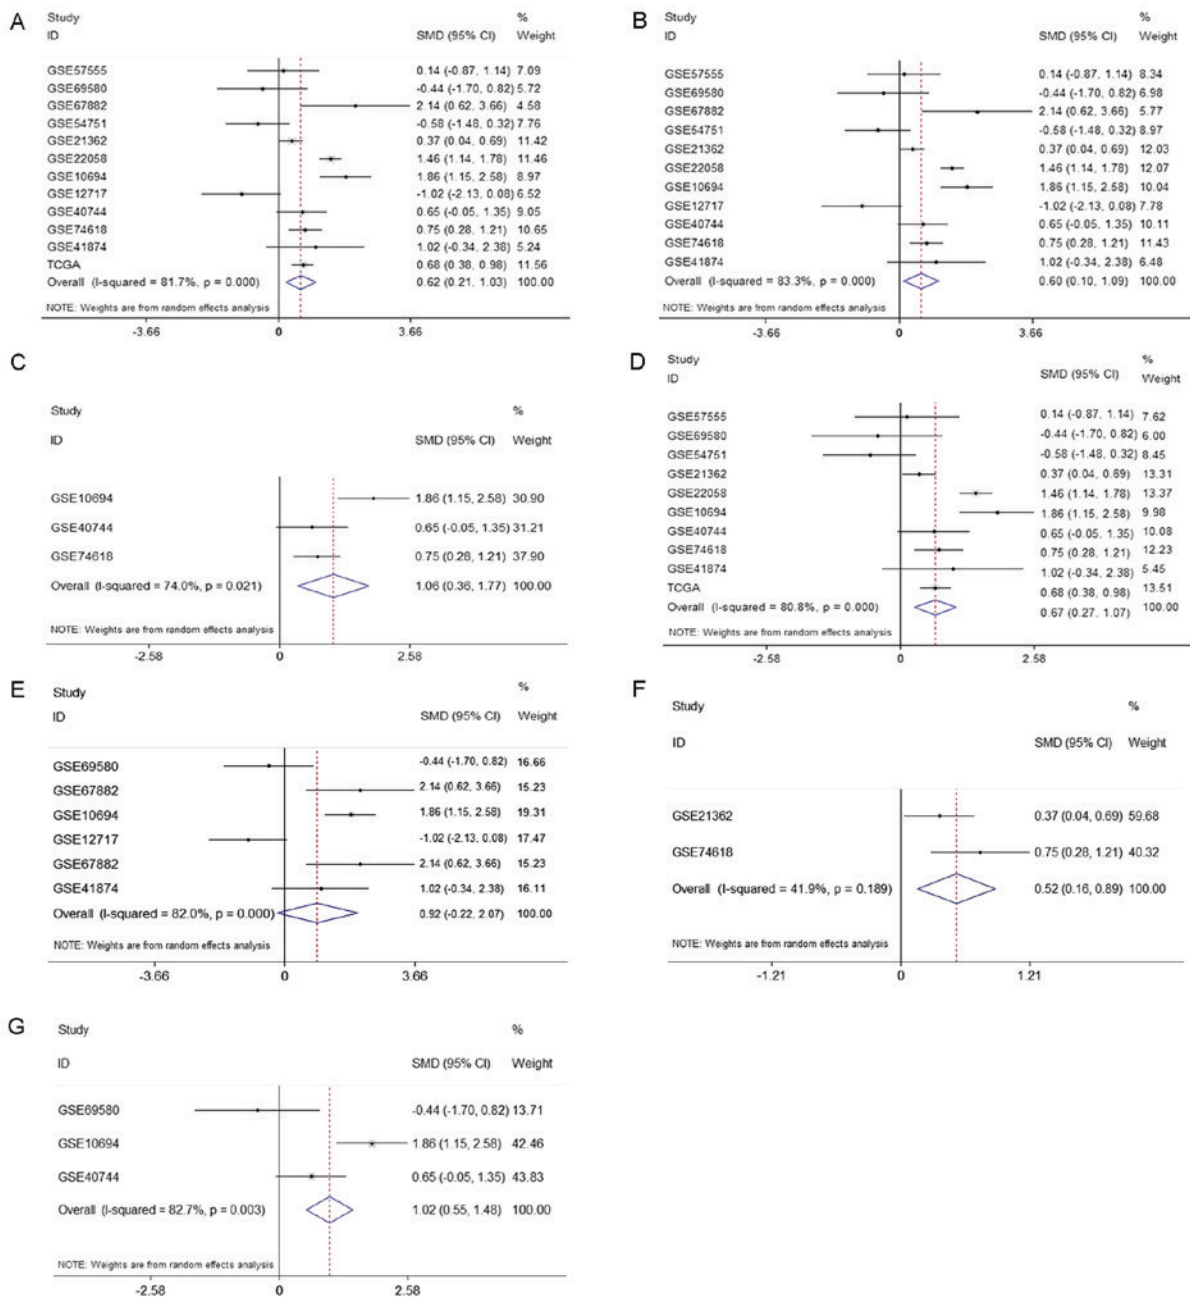 A
Study %
ID SMD (95% CI) Weight
GSE57555 0.14 (-0.87, 1.14) 7.09
GSE69580 -0.44 (-1.70, 0.82) 5.72
GSE67882 2.14 (0.62, 3.66) 4.58
GSE54751 -0.58 (-1.48, 0.32) 7.76
GSE21362 0.37 (0.04, 0.69) 11.42
GSE22058 1.46 (1.14, 1.78) 11.46
GSE10694 1.86 (1.15, 2.58) 8.97
GSE12717 -1.02 (-2.13, 0.08) 6.52
GSE40744 0.65 (-0.05, 1.35) 9.05
GSE74618 0.75 (0.28, 1.21) 10.65
GSE41874 1.02 (-0.34, 2.38) 5.24
TCGA 0.68 (0.38, 0.98) 11.56
Overall (I-squared = 81.7%, p = 0.000) 0.62 (0.21, 1.03) 100.00
NOTE: Weights are from random effects analysis
-3.66 0 3.66
B
Study %
ID SMD (95% CI) Weight
GSE57555 0.14 (-0.87, 1.14) 8.34
GSE69580 -0.44 (-1.70, 0.82) 6.98
GSE67882 2.14 (0.62, 3.66) 5.77
GSE54751 -0.58 (-1.48, 0.32) 8.97
GSE21362 0.37 (0.04, 0.69) 12.03
GSE22058 1.46 (1.14, 1.78) 12.07
GSE10694 1.86 (1.15, 2.58) 10.04
GSE12717 -1.02 (-2.13, 0.08) 7.78
GSE40744 0.65 (-0.05, 1.35) 10.11
GSE74618 0.75 (0.28, 1.21) 11.43
GSE41874 1.02 (-0.34, 2.38) 6.48
Overall (I-squared = 83.3%, p = 0.000) 0.60 (0.10, 1.09) 100.00
NOTE: Weights are from random effects analysis
-3.66 0 3.66
C
Study %
ID SMD (95% CI) Weight
GSE10694 1.86 (1.15, 2.58) 30.90
GSE40744 0.65 (-0.05, 1.35) 31.21
GSE74618 0.75 (0.28, 1.21) 37.90
Overall (I-squared = 74.0%, p = 0.021) 1.06 (0.36, 1.77) 100.00
NOTE: Weights are from random effects analysis
-2.58 0 2.58
D
Study %
ID SMD (95% CI) Weight
GSE57555 0.14 (-0.87, 1.14) 7.62
GSE69580 -0.44 (-1.70, 0.82) 6.00
GSE54751 -0.58 (-1.48, 0.32) 8.45
GSE21362 0.37 (0.04, 0.69) 13.31
GSE22058 1.46 (1.14, 1.78) 13.37
GSE10694 1.86 (1.15, 2.58) 9.98
GSE40744 0.65 (-0.05, 1.35) 10.08
GSE74618 0.75 (0.28, 1.21) 12.23
GSE41874 1.02 (-0.34, 2.38) 5.45
TCGA 0.68 (0.38, 0.98) 13.51
Overall (I-squared = 80.8%, p = 0.000) 0.67 (0.27, 1.07) 100.00
NOTE: Weights are from random effects analysis
-2.58 0 2.58
E
Study %
ID SMD (95% CI) Weight
GSE69580 -0.44 (-1.70, 0.82) 16.66
GSE67882 2.14 (0.62, 3.66) 15.23
GSE10694 1.86 (1.15, 2.58) 19.31
GSE12717 -1.02 (-2.13, 0.08) 17.47
GSE67882 2.14 (0.62, 3.66) 15.23
GSE41874 1.02 (-0.34, 2.38) 16.11
Overall (I-squared = 82.0%, p = 0.000) 0.92 (-0.22, 2.07) 100.00
NOTE: Weights are from random effects analysis
-3.66 0 3.66
F
Study %
ID SMD (95% CI) Weight
GSE21362 0.37 (0.04, 0.69) 59.68
GSE74618 0.75 (0.28, 1.21) 40.32
Overall (I-squared = 41.9%, p = 0.189) 0.52 (0.16, 0.89) 100.00
NOTE: Weights are from random effects analysis
-1.21 0 1.21
G
Study %
ID SMD (95% CI) Weight
GSE69580 -0.44 (-1.70, 0.82) 13.71
GSE10694 1.86 (1.15, 2.58) 42.46
GSE40744 0.65 (-0.05, 1.35) 43.83
Overall (I-squared = 82.7%, p = 0.003) 1.02 (0.55, 1.48) 100.00
NOTE: Weights are from random effects analysis
-2.58 0 2.58